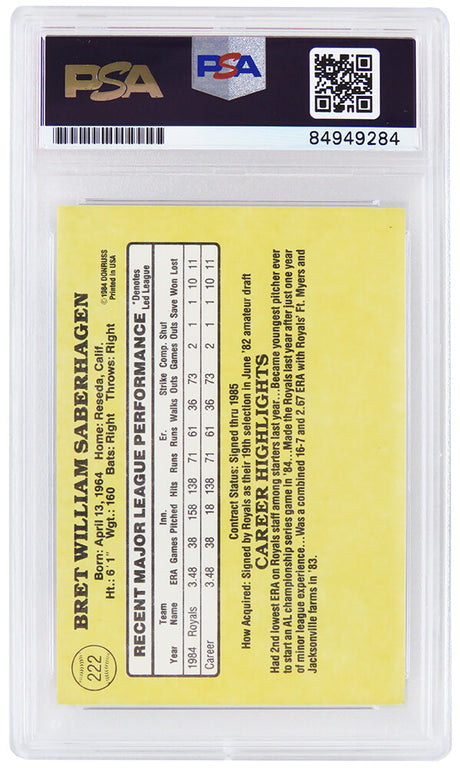 PSA
PSA
84949284
222
BRET WILLIAM SABERHAGEN
Born: April 13, 1964 Home: Reseda, Calif.
Ht.: 6'1" Wgt.: 160 Bats: Right Throws: Right
© 1984 DONRUSS
Printed in USA
RECENT MAJOR LEAGUE PERFORMANCE
*Denotes
Led League
Year Team Name ERA Games Inn. Pitched Hits Runs Er. Runs Walks Strike Outs Comp. Games Shut Outs Save Won Lost
1984 Royals 3.48 38 158 138 71 61 36 73 2 1 1 10 11
Career 3.48 38 18 138 71 61 36 73 2 1 1 10 11
Contract Status: Signed thru 1985
How Acquired: Signed by Royals as their 19th selection in June '82 amateur draft
CAREER HIGHLIGHTS
Had 2nd lowest ERA on Royals staff among starters last year...Became youngest pitcher ever
to start an AL championship series game in '84...Made the Royals last year after just one year
of minor league experience...Was a combined 16-7 and 2.67 ERA with Royals' Ft. Myers and
Jacksonville farms in '83.